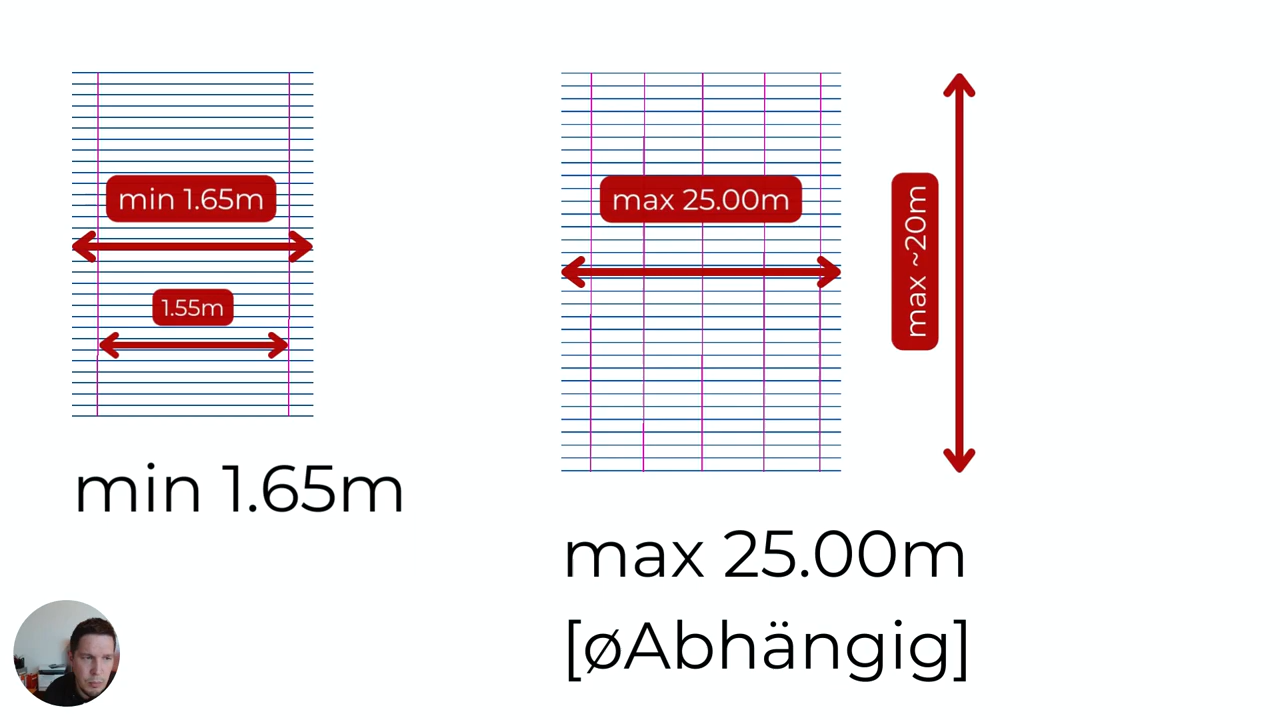 min 1.65m
1.55m
min 1.65m
max 25.00m
max ~20m
max 25.00m
[øAbhängig]